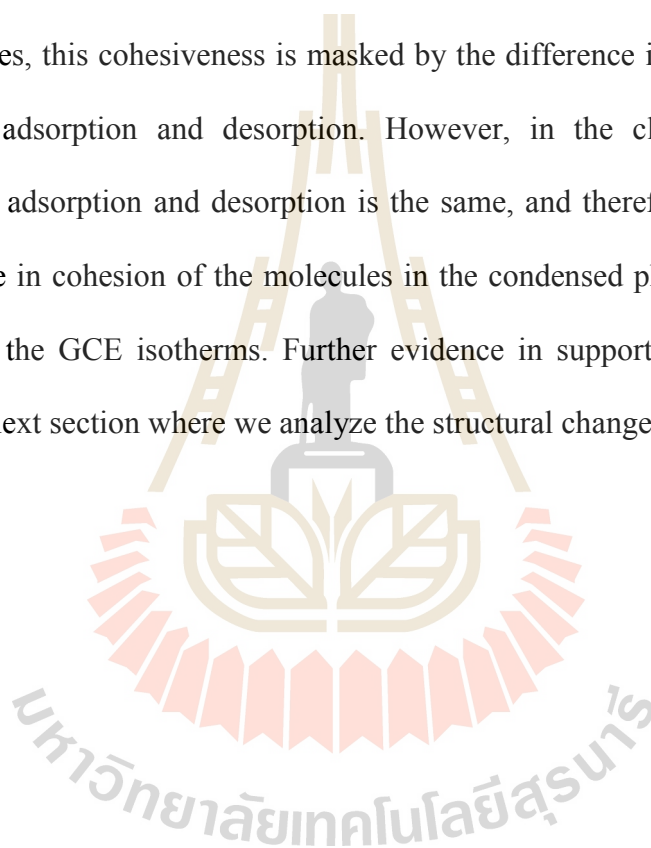 es, this cohesiveness is masked by the difference i
adsorption and desorption. However, in the cl
adsorption and desorption is the same, and theref
e in cohesion of the molecules in the condensed p
the GCE isotherms. Further evidence in support
next section where we analyze the structural change
มหาวิทยาลัยเทคโนโลยีสุรนารี